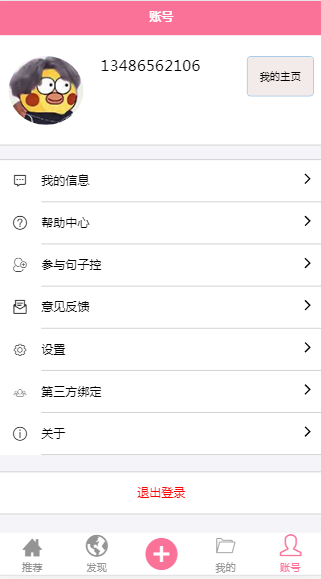 账号
13486562106
我的主页
我的信息
帮助中心
参与句子控
意见反馈
设置
第三方绑定
关于
退出登录
推荐 发现 我的 账号